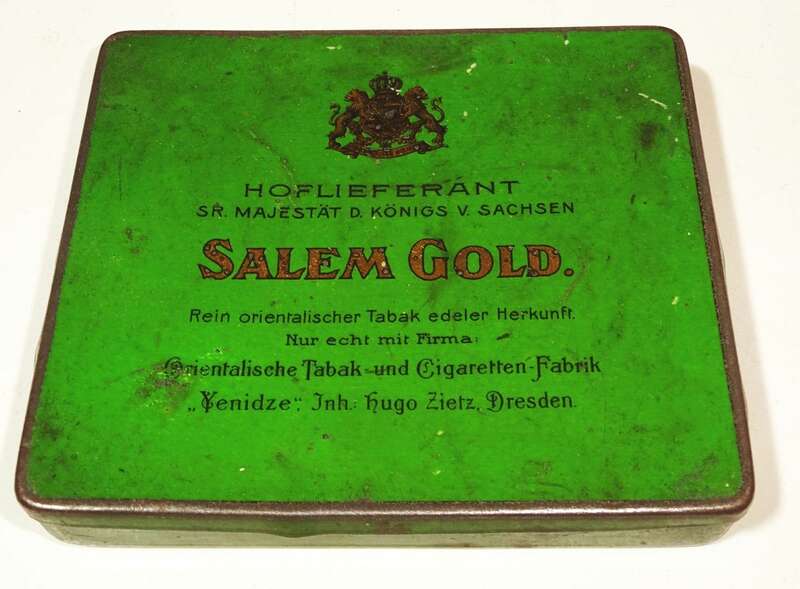 HOFLIEFERANT
SR. MAJESTÄT D. KÖNIGS V. SACHSEN
SALEM GOLD.
Rein orientalischer Tabak edeler Herkunft.
Nur echt mit Firma:
Orientalische Tabak- und Cigaretten-Fabrik
„Yenidze“, Inh: Hugo Zietz, Dresden.